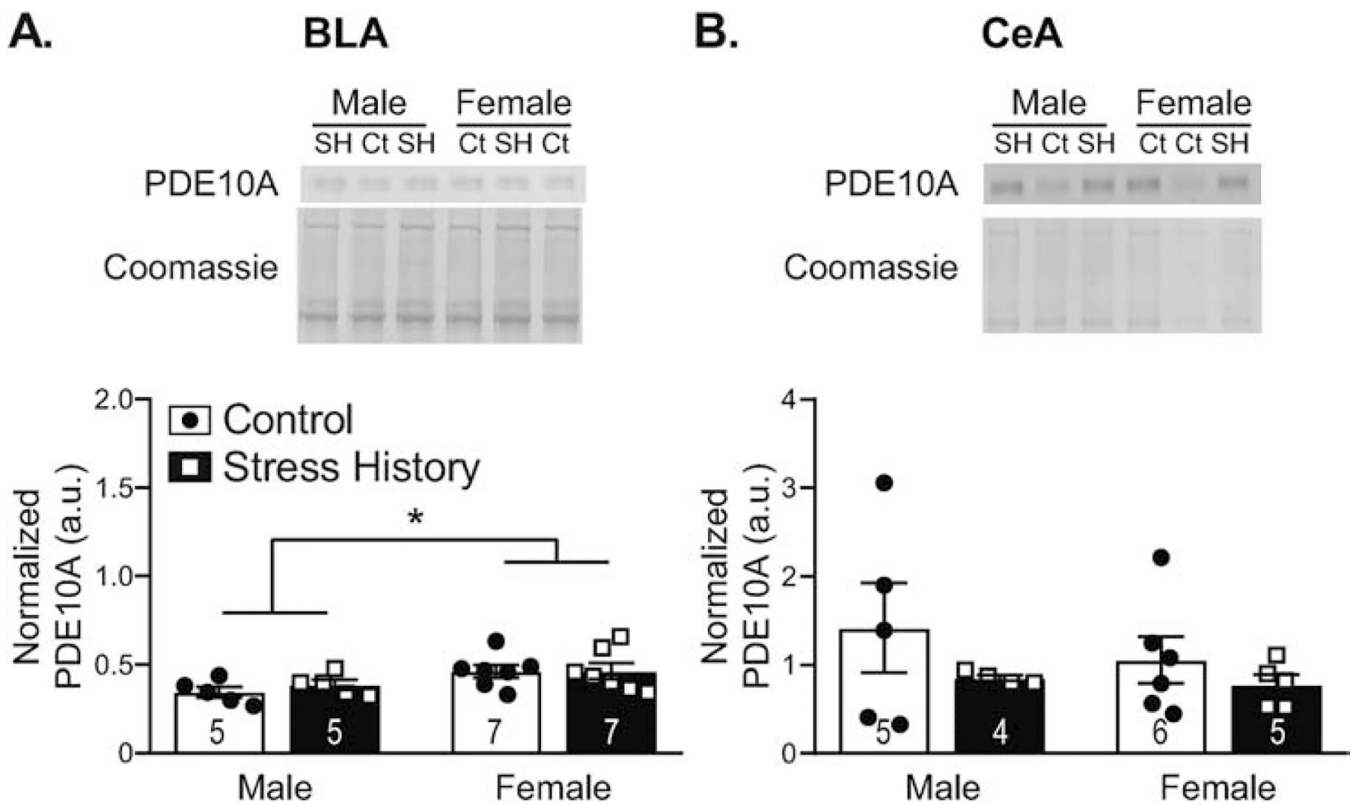 A. BLA
Male Female
SH Ct SH Ct SH Ct
PDE10A
Coomassie
Normalized
PDE10A (a.u.)
2.0
1.5
1.0
0.5
0
Control
Stress History
*
5 5 7 7
Male Female
B. CeA
Male Female
SH Ct SH Ct Ct SH
PDE10A
Coomassie
Normalized
PDE10A (a.u.)
4
3
2
1
0
5 4 6 5
Male Female